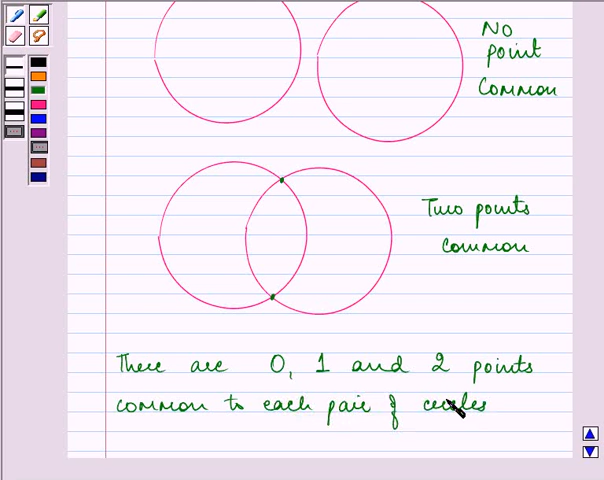 No
point
Common
Two points
common
There are 0, 1 and 2 points
common to each pair of circles